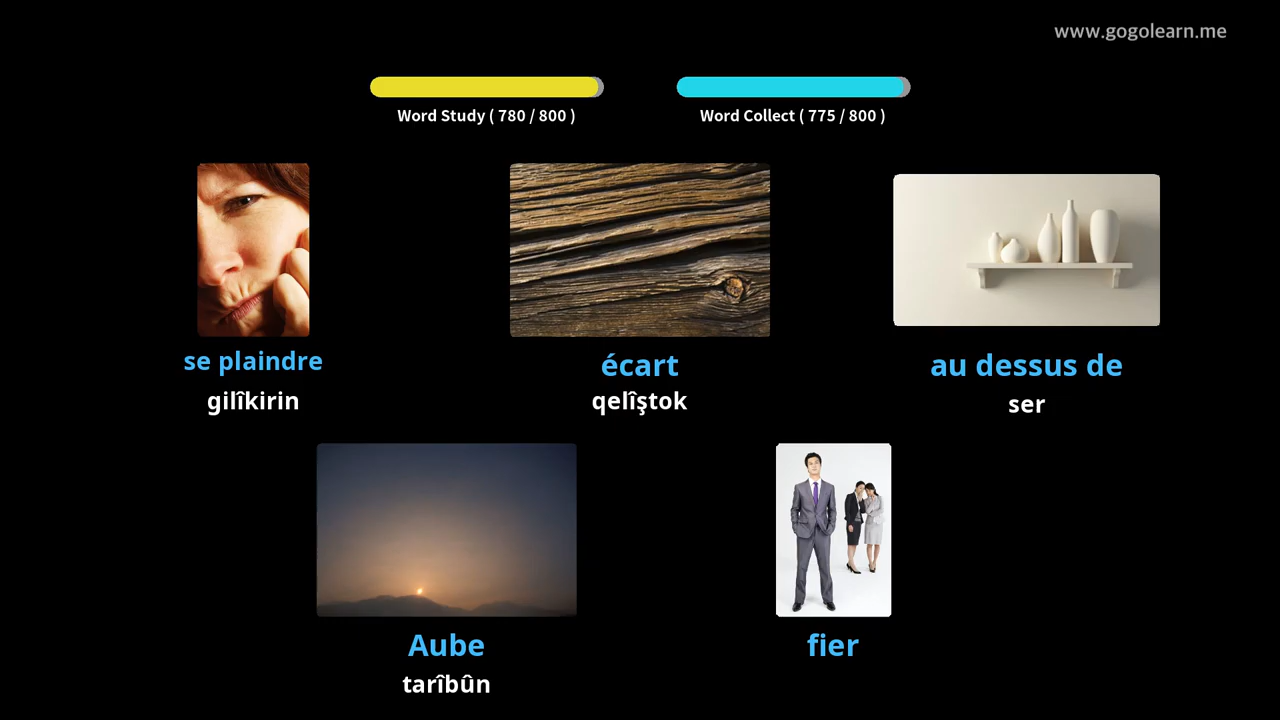 www.gogolearn.me
Word Study ( 780 / 800 )
Word Collect ( 775 / 800 )
se plaindre
gilîkirin
écart
qelîştok
au dessus de
ser
Aube
tarîbûn
fier